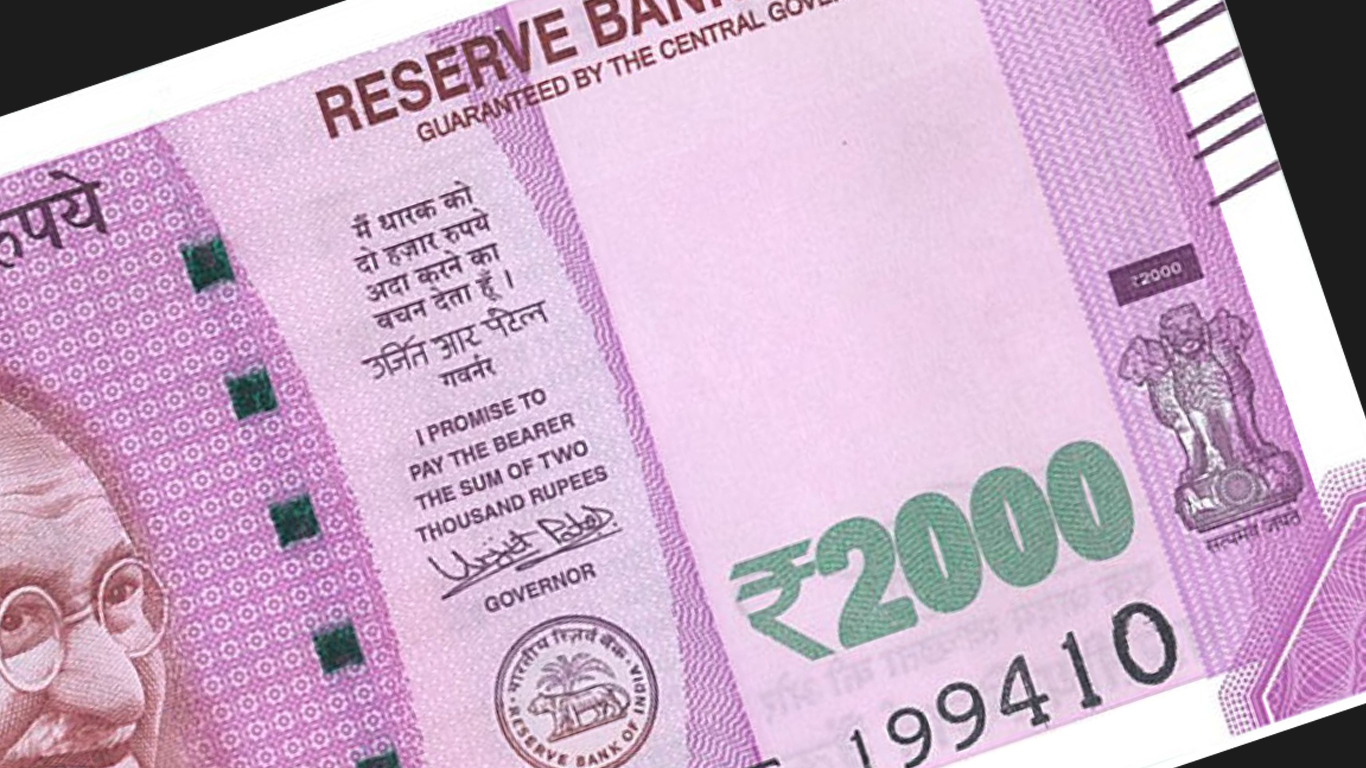 RESERVE BANK
GUARANTEED BY THE CENTRAL
रुपये
मैं धारक को
दो हज़ार रुपये
अदा करने का
वचन देता हूँ ।
उर्जित आर पटेल
गवर्नर
I PROMISE TO
PAY THE BEARER
THE SUM OF TWO
THOUSAND RUPEES
Urjit Patel
GOVERNOR
भारतीय रिज़र्व बैंक
RESERVE BANK OF INDIA
₹2000
सत्यमेव जयते
₹2000
199410